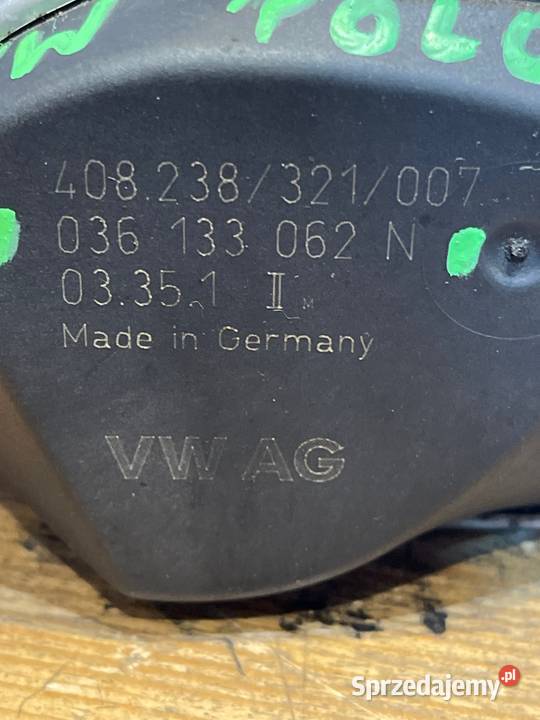 VW POLO
408.238/321/007
036 133 062 N
03.35.1 II M
Made in Germany
VW AG
Sprzedajemy.pl